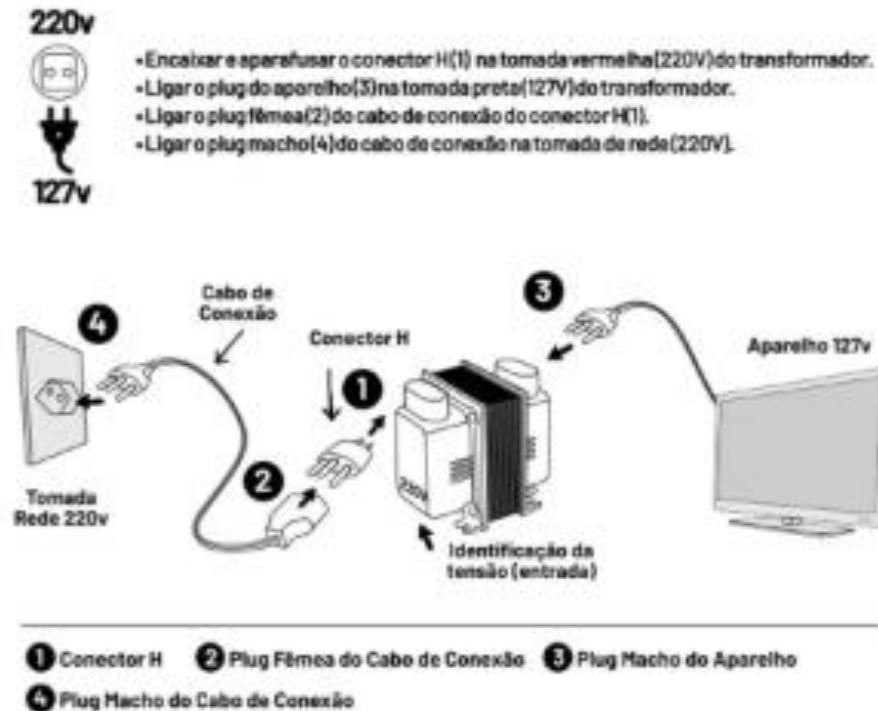 220v
• Encaixar e aparafusar o conector H(1) na tomada vermelha(220V)do transformador.
• Ligar o plug do aparelho(3)na tomada preta(127V)do transformador.
• Ligar o plug fêmea(2)do cabo de conexão do conector H(1).
• Ligar o plug macho(4)do cabo de conexão na tomada de rede(220V).
127v
4
Cabo de
Conexão
Conector H
3
Aparelho 127v
1
2
220V
Tomada
Rede 220v
Identificação da
tensão (entrada)
1 Conector H 2 Plug Fêmea do Cabo de Conexão 3 Plug Macho do Aparelho
4 Plug Macho do Cabo de Conexão